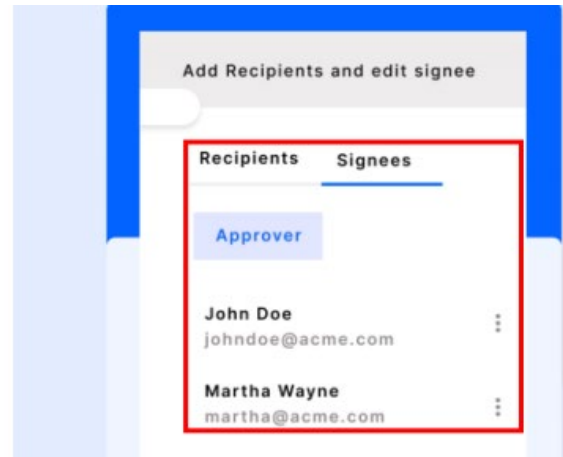 Add Recipients and edit signee
Recipients Signees
Approver
John Doe
johndoe@acme.com
Martha Wayne
martha@acme.com